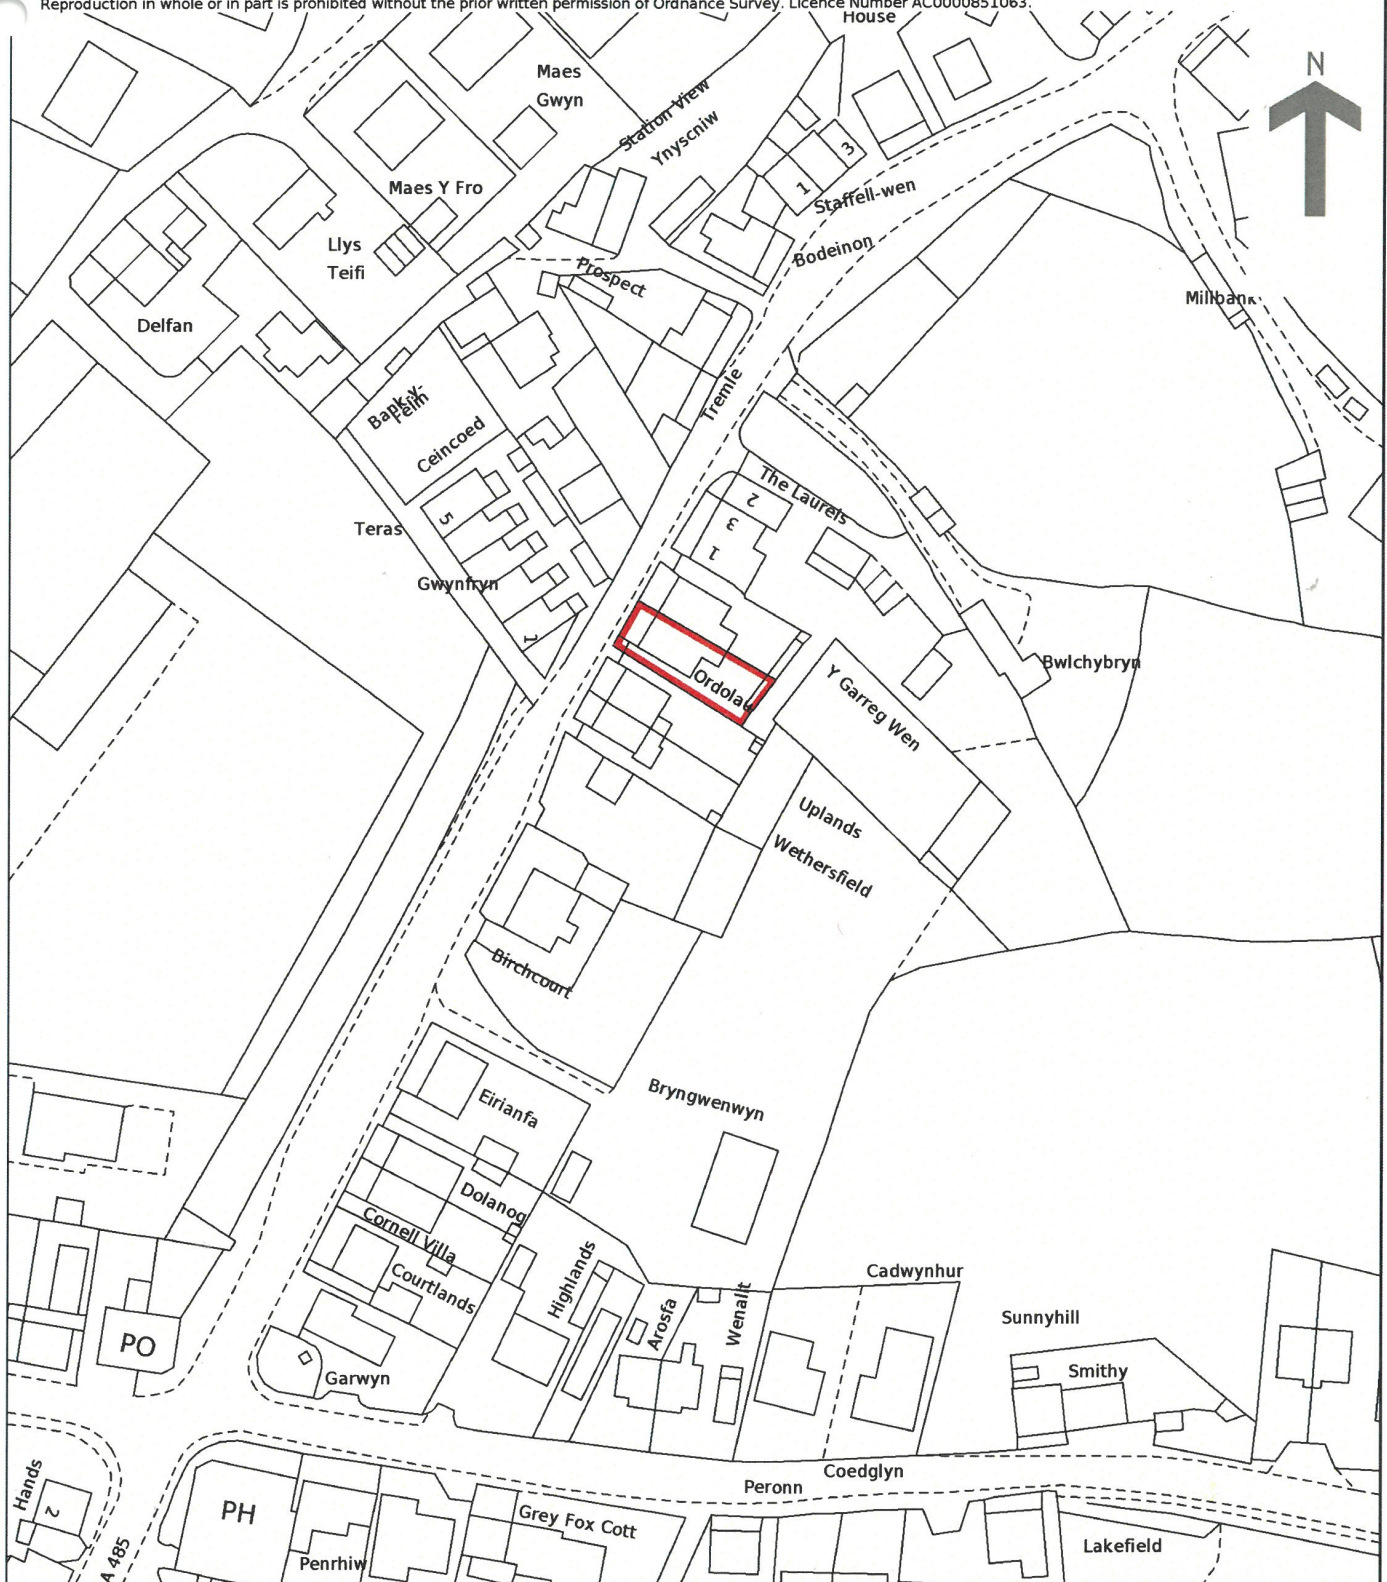 Reproduction in whole or in part is prohibited without the prior written permission of Ordnance Survey. Licence Number AC0000851063.
House
N
Maes
Gwyn
Station View
Ynyscniw
3
1
Staffell-wen
Maes Y Fro
Llys
Teifi
Bodeinon
Prospect
Millbank
Delfan
Tremle
Ceincoed
The Laurels
2
3
1
5
Teras
Gwynfryn
1
Ordolau
Bwlchybryn
Y Garreg Wen
Uplands
Wethersfield
Birchcourt
Eirianfa
Bryngwenwyn
Dolanog
Cornell Villa
Courtlands
Highlands
Arosfa
Wenallt
Cadwynhur
Sunnyhill
Smithy
PO
Garwyn
Coedglyn
Peronn
Hands
2
PH
Grey Fox Cott
Penrhiw
Lakefield
A 485